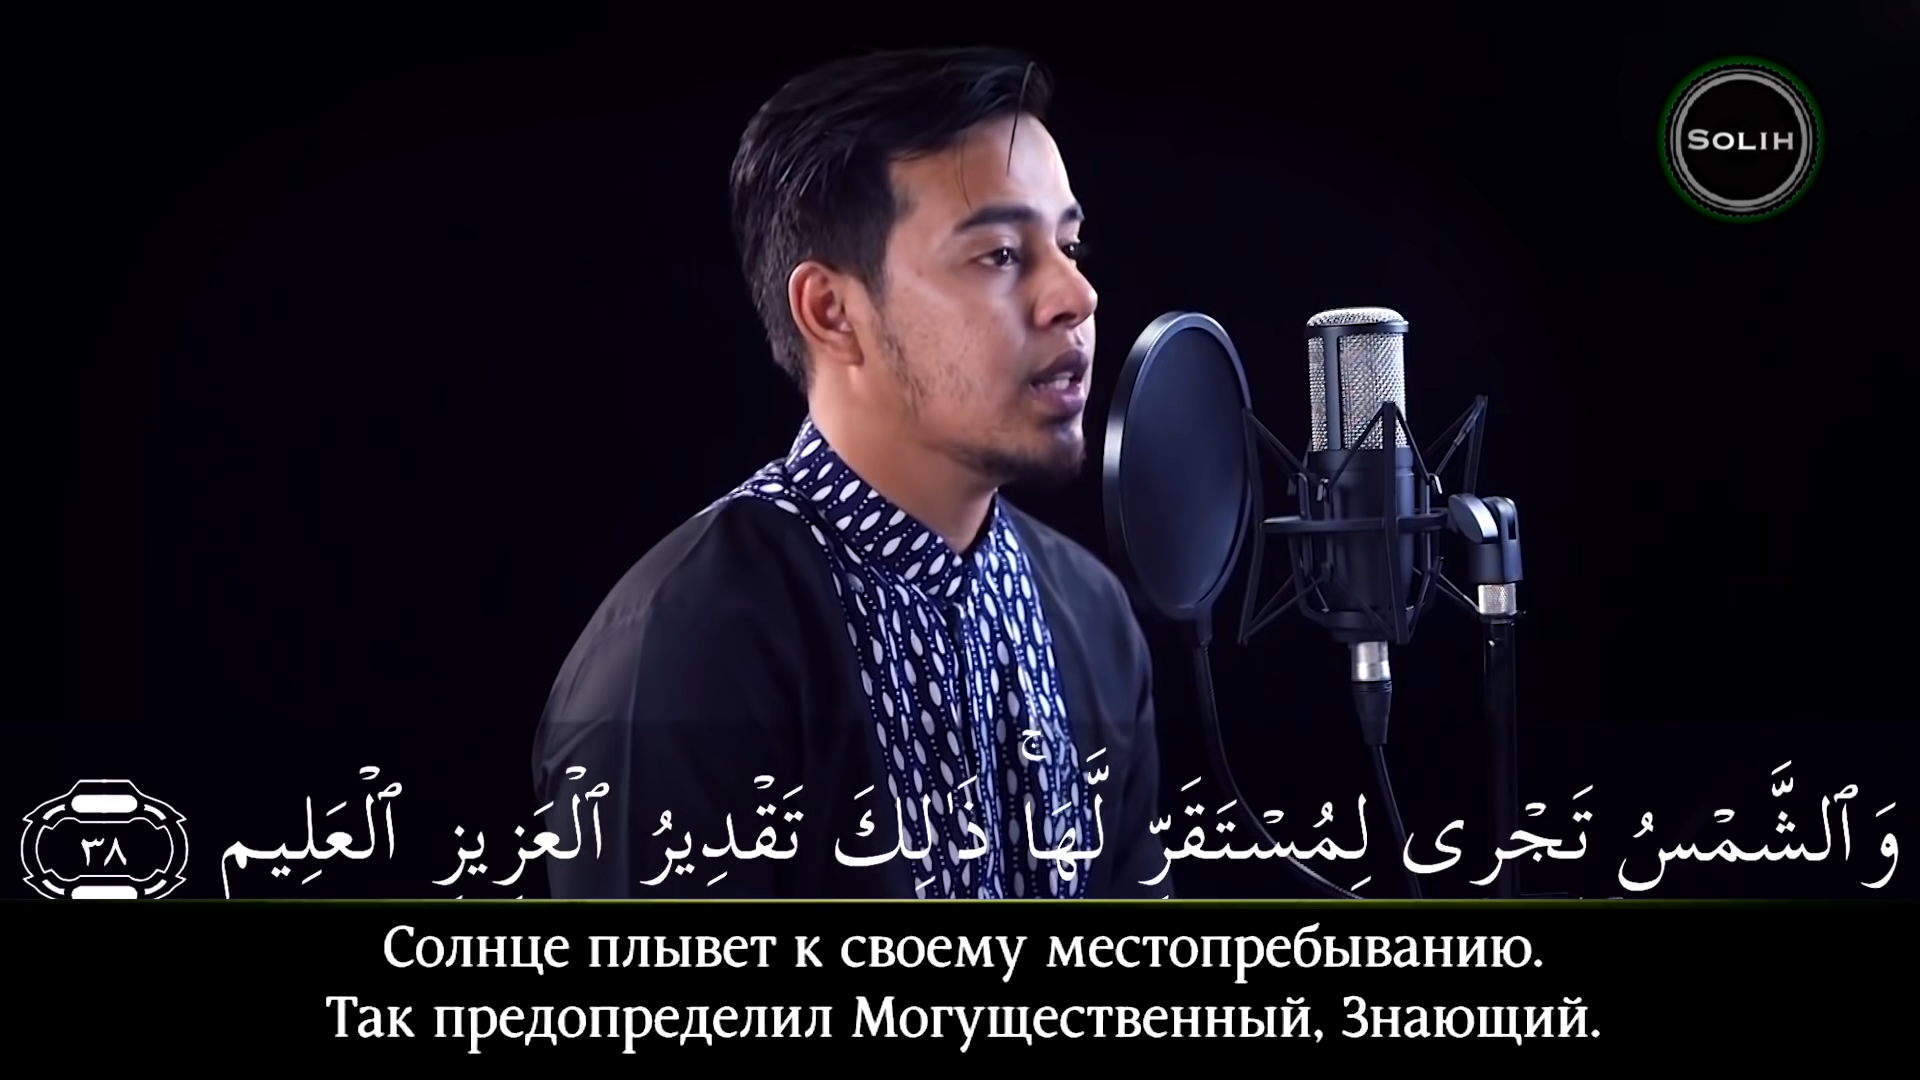 SOLIH
وَٱلشَّمْسُ تَجْرِى لِمُسْتَقَرٍّ لَّهَا ۚ ذَٰلِكَ تَقْدِيرُ ٱلْعَزِيزِ ٱلْعَلِيمِ ٣٨
Солнце плывет к своему местопребыванию.
Так предопределил Могущественный, Знающий.